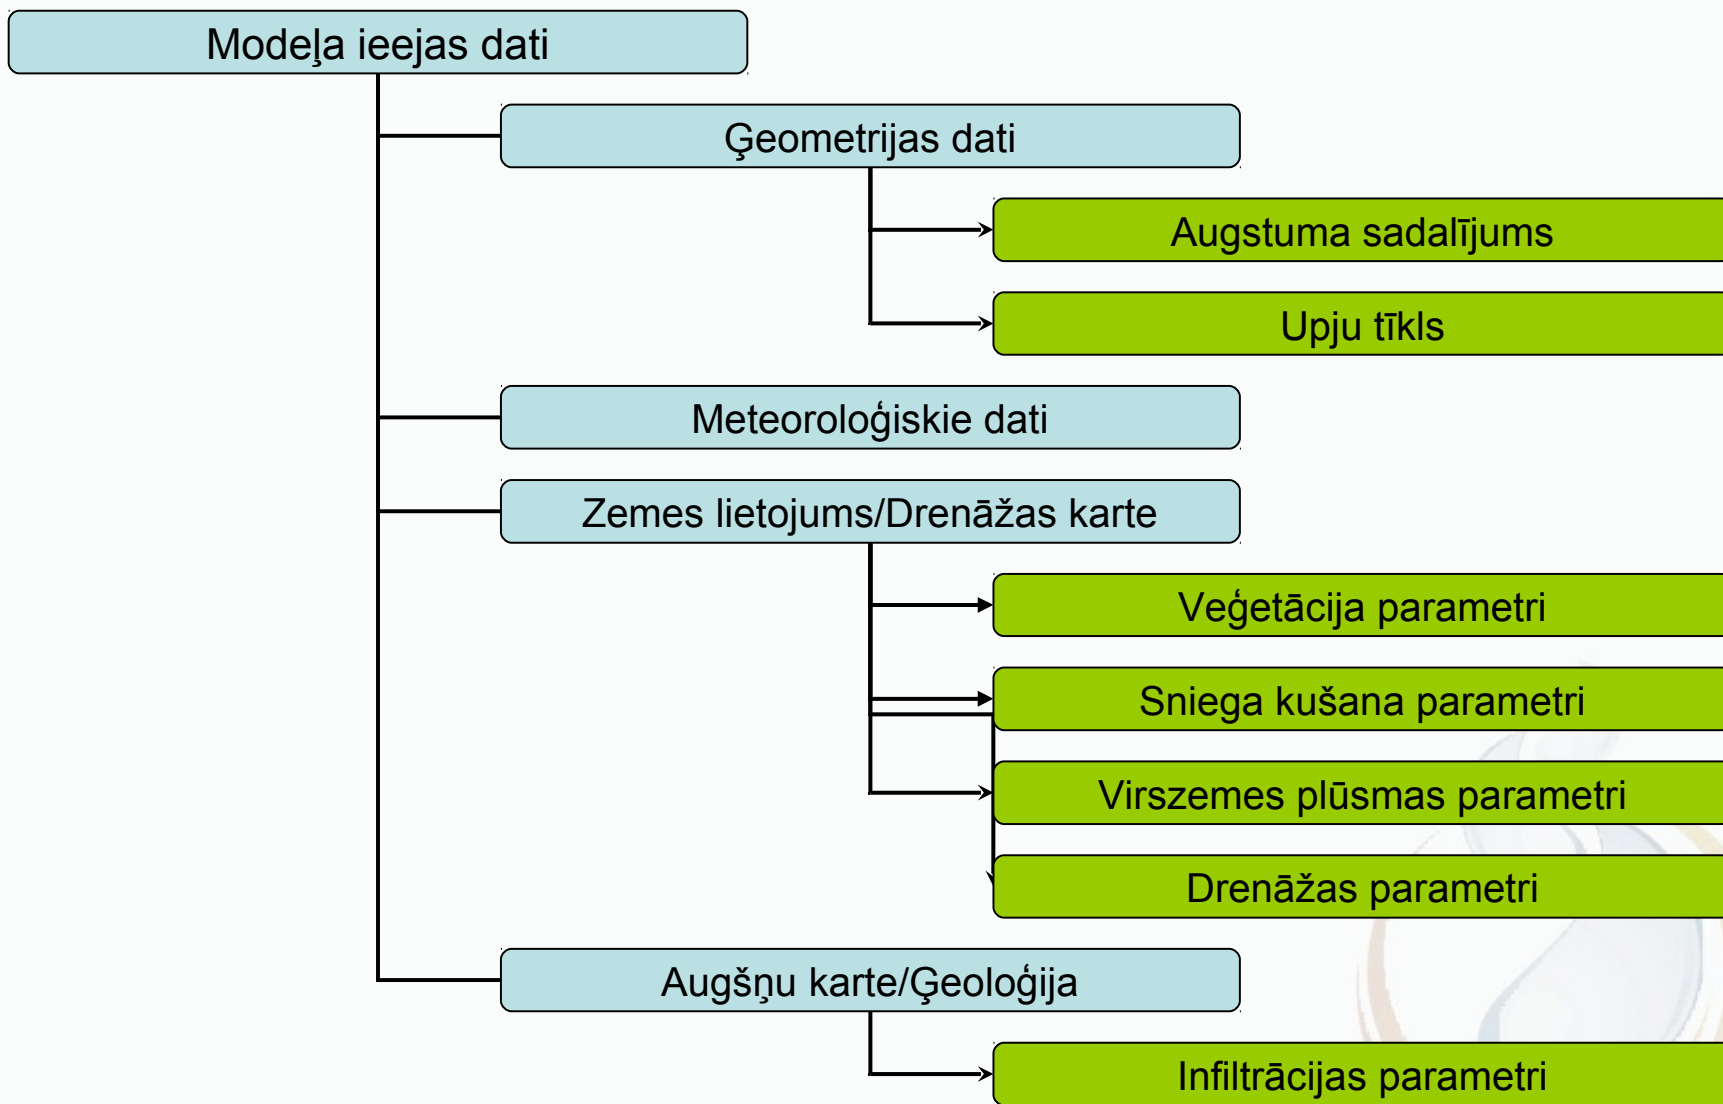 Modeļa ieejas dati
Ģeometrijas dati
Augstuma sadalījums
Upju tīkls
Meteoroloģiskie dati
Zemes lietojums/Drenāžas karte
Veģetācija parametri
Sniega kušana parametri
Virszemes plūsmas parametri
Drenāžas parametri
Augšņu karte/Ģeoloģija
Infiltrācijas parametri